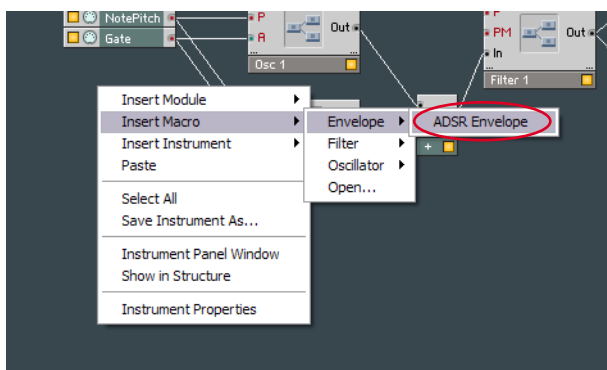 NotePitch
Gate
P
A
Out
...
Osc 1
P
PM
In
Out
...
Filter 1
Insert Module
Insert Macro
Insert Instrument
Paste
Select All
Save Instrument As...
Instrument Panel Window
Show in Structure
Instrument Properties
Envelope
Filter
Oscillator
Open...
ADSR Envelope
+